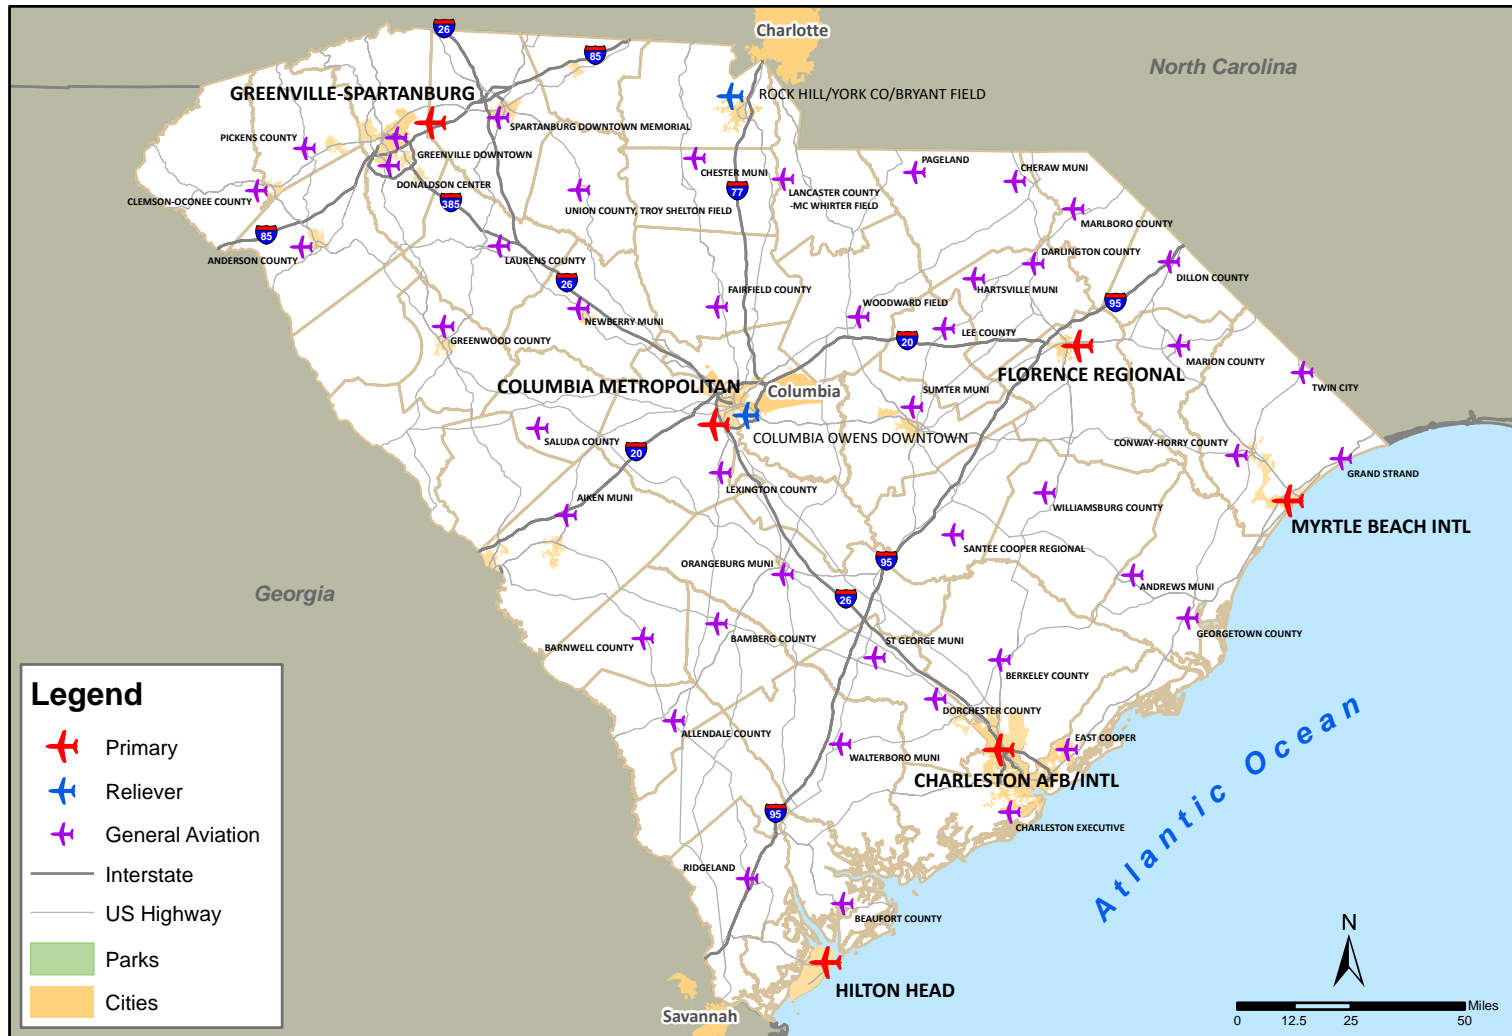 Charlotte
26
85
North Carolina
GREENVILLE-SPARTANBURG
ROCK HILL/YORK CO/BRYANT FIELD
SPARTANBURG DOWNTOWN MEMORIAL
PICKENS COUNTY
GREENVILLE DOWNTOWN
CHESTER MUNI
PAGELAND
CHERAW MUNI
DONALDSON CENTER
77
LANCASTER COUNTY
-MC WHIRTER FIELD
CLEMSON-OCONEE COUNTY
385
UNION COUNTY, TROY SHELTON FIELD
MARLBORO COUNTY
85
ANDERSON COUNTY
LAURENS COUNTY
DARLINGTON COUNTY
DILLON COUNTY
26
FAIRFIELD COUNTY
HARTSVILLE MUNI
95
WOODWARD FIELD
NEWBERRY MUNI
GREENWOOD COUNTY
20
LEE COUNTY
MARION COUNTY
FLORENCE REGIONAL
TWIN CITY
COLUMBIA METROPOLITAN
Columbia
SUMTER MUNI
COLUMBIA OWENS DOWNTOWN
SALUDA COUNTY
20
CONWAY-HORRY COUNTY
GRAND STRAND
LEXINGTON COUNTY
AIKEN MUNI
WILLIAMSBURG COUNTY
MYRTLE BEACH INTL
SANTEE COOPER REGIONAL
ORANGEBURG MUNI
95
ANDREWS MUNI
Georgia
26
GEORGETOWN COUNTY
BARNWELL COUNTY
BAMBERG COUNTY
ST GEORGE MUNI
BERKELEY COUNTY
DORCHESTER COUNTY
ALLENDALE COUNTY
WALTERBORO MUNI
EAST COOPER
CHARLESTON AFB/INTL
95
CHARLESTON EXECUTIVE
Atlantic Ocean
RIDGELAND
BEAUFORT COUNTY
HILTON HEAD
Savannah
Legend
Primary
Reliever
General Aviation
Interstate
US Highway
Parks
Cities
N
Miles
0 12.5 25 50